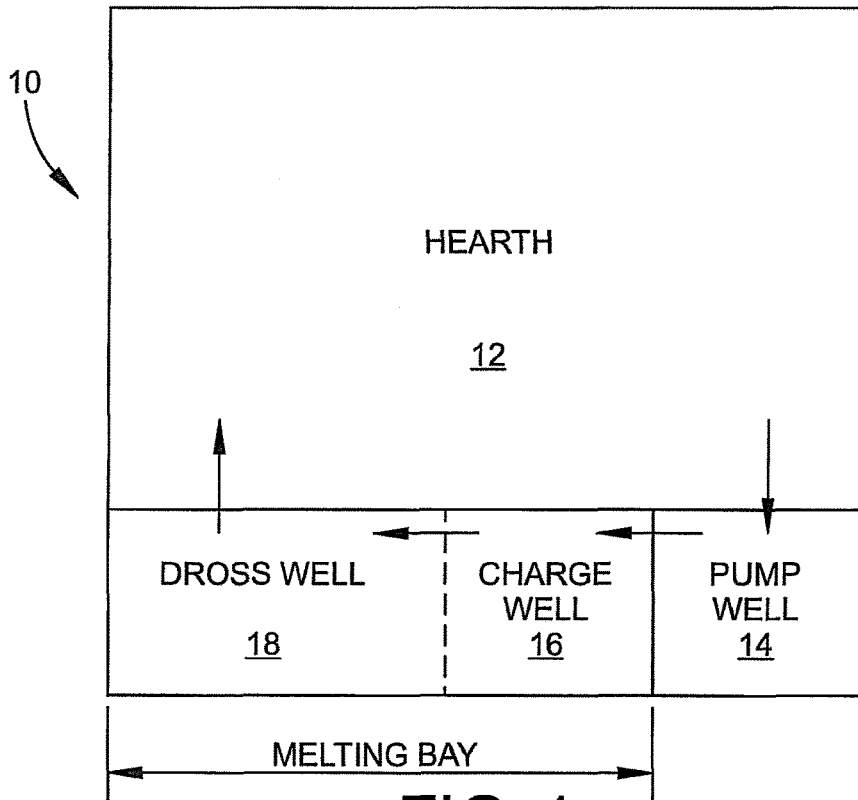 10
HEARTH
12
DROSS WELL
18
CHARGE
WELL
16
PUMP
WELL
14
MELTING BAY